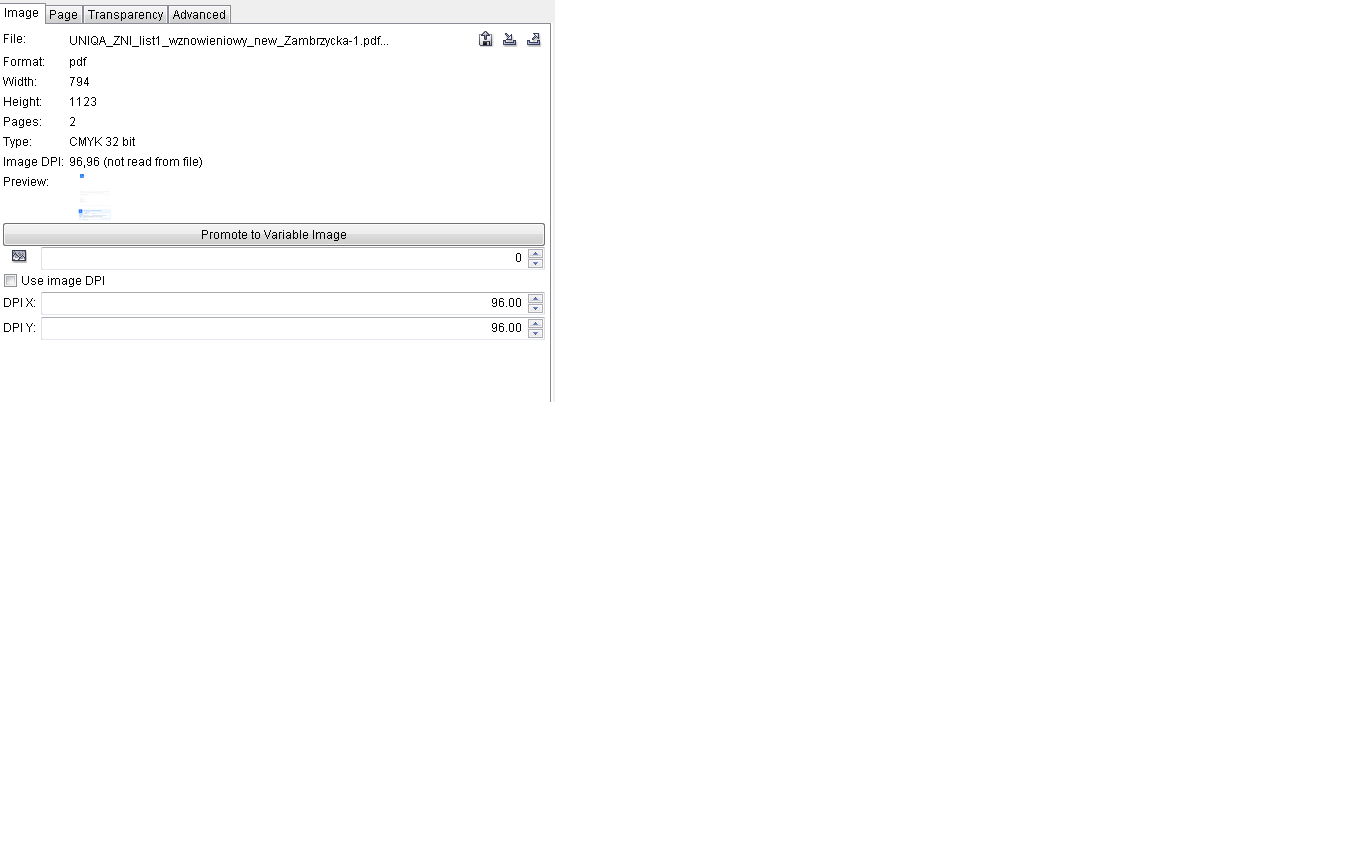 Image Page Transparency Advanced
File: UNIQA_ZNI_list1_wznowieniowy_new_Zambrzycka-1.pdf...
Format: pdf
Width: 794
Height: 1123
Pages: 2
Type: CMYK 32 bit
Image DPI: 96,96 (not read from file)
Preview:
Promote to Variable Image
0
Use image DPI
DPI X: 96.00
DPI Y: 96.00